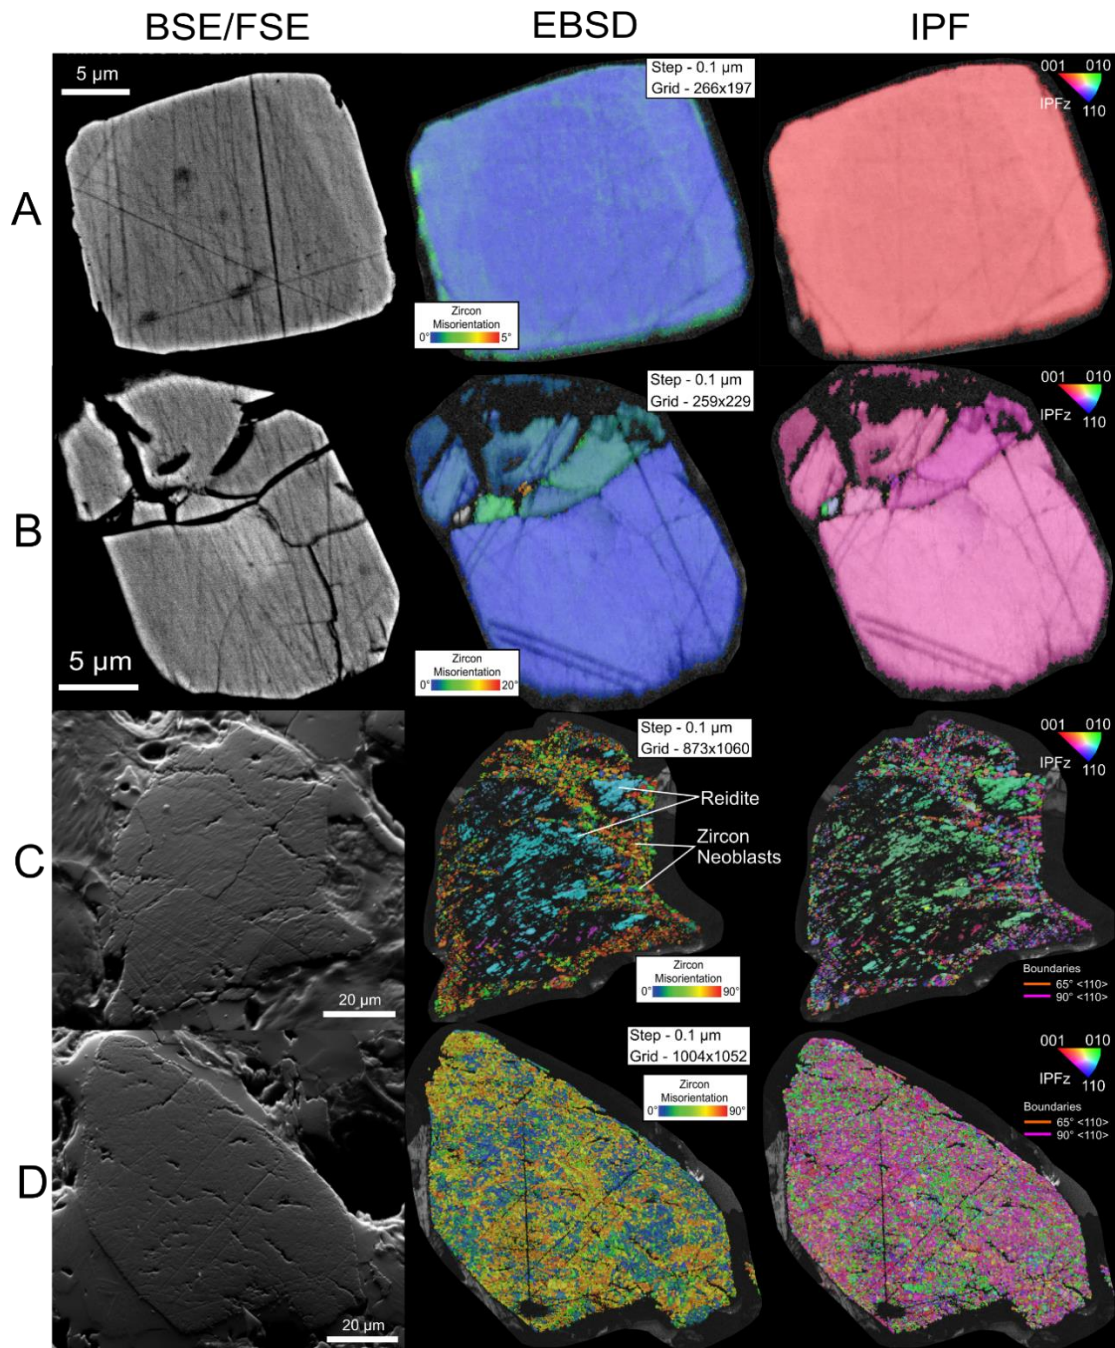 BSE/FSE EBSD IPF
A
5 µm
Step - 0.1 µm
Grid - 266x197
Zircon
Misorientation
0° 5°
001 010
IPFz 110
B
5 µm
Step - 0.1 µm
Grid - 259x229
Zircon
Misorientation
0° 20°
001 010
IPFz 110
C
20 µm
Step - 0.1 µm
Grid - 873x1060
Reidite
Zircon
Neoblasts
Zircon
Misorientation
0° 90°
001 010
IPFz 110
Boundaries
65° <110>
90° <110>
D
20 µm
Step - 0.1 µm
Grid - 1004x1052
Zircon
Misorientation
0° 90°
001 010
IPFz 110
Boundaries
65° <110>
90° <110>